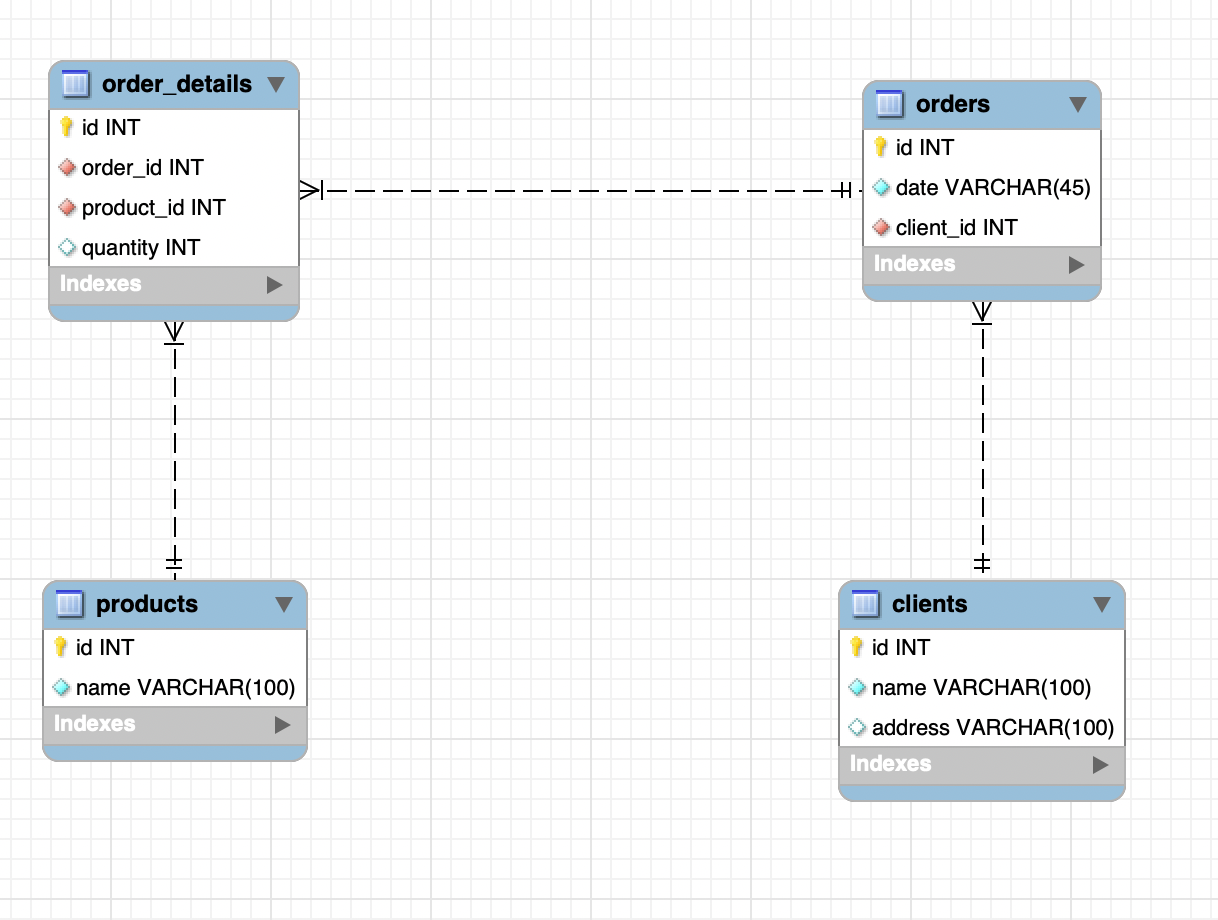 order_details
id INT
order_id INT
product_id INT
quantity INT
Indexes
orders
id INT
date VARCHAR(45)
client_id INT
Indexes
products
id INT
name VARCHAR(100)
Indexes
clients
id INT
name VARCHAR(100)
address VARCHAR(100)
Indexes